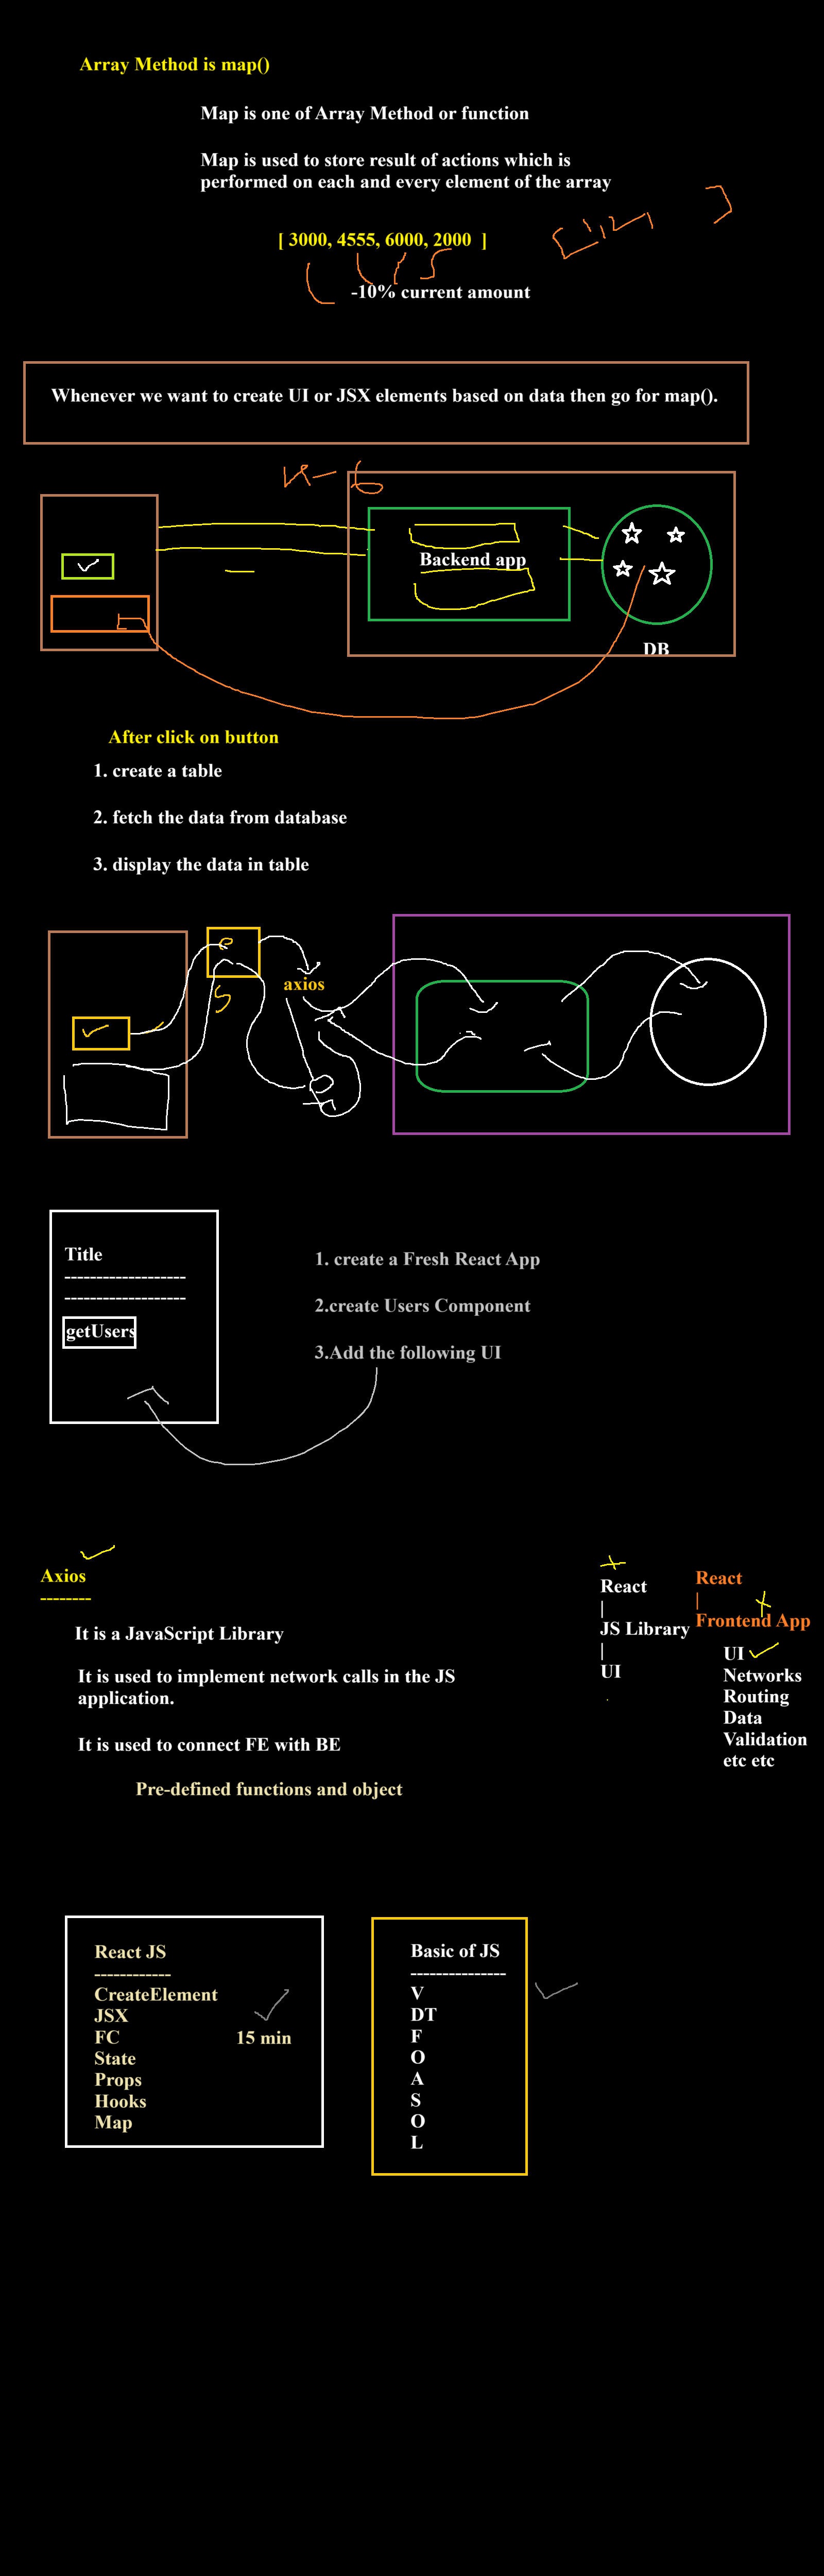 Array Method is map()
Map is one of Array Method or function
Map is used to store result of actions which is
performed on each and every element of the array
[ 3000, 4555, 6000, 2000 ]
-10% current amount
Whenever we want to create UI or JSX elements based on data then go for map().
Backend app
DB
After click on button
1. create a table
2. fetch the data from database
3. display the data in table
axios
Title
-------------------
-------------------
getUsers
1. create a Fresh React App
2.create Users Component
3.Add the following UI
Axios
--------
It is a JavaScript Library
It is used to implement network calls in the JS
application.
It is used to connect FE with BE
Pre-defined functions and object
React
|
JS Library
|
UI
React
|
Frontend App
UI
Networks
Routing
Data
Validation
etc etc
React JS
------------
CreateElement
JSX
FC
15 min
State
Props
Hooks
Map
Basic of JS
---------------
V
DT
F
O
A
S
O
L